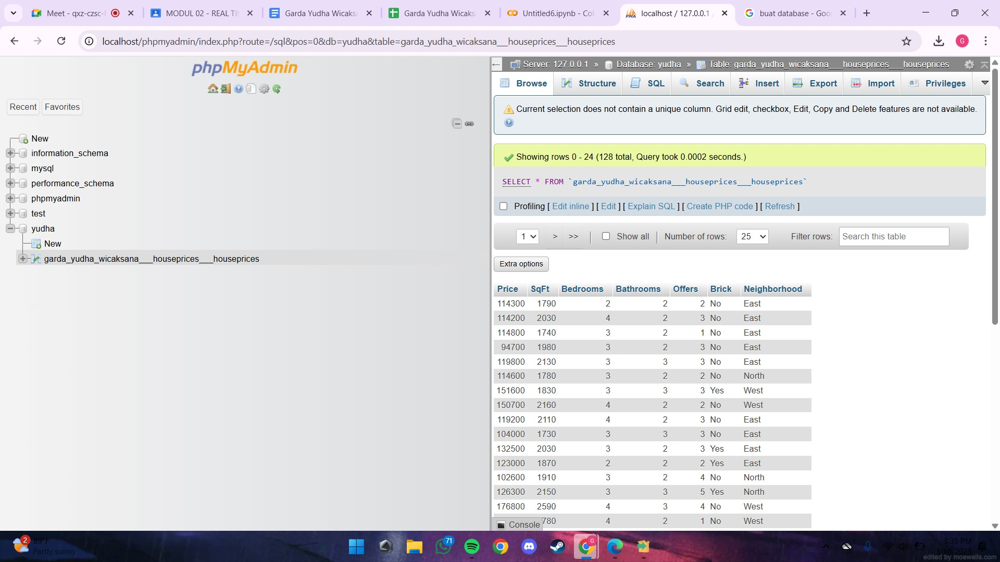 Meet - qxz-czsc-
MODUL 02 - REAL TI
Garda Yudha Wicaksa
Garda Yudha Wicaks
Untitled6.ipynb - Co
localhost / 127.0.0.1
buat database - Goo
localhost/phpmyadmin/index.php?route=/sql&pos=0&db=yudha&table=garda_yudha_wicaksana___houseprices___houseprices
G
phpMyAdmin
Recent Favorites
New
information_schema
mysql
performance_schema
phpmyadmin
test
yudha
New
garda_yudha_wicaksana___houseprices___houseprices
Server: 127.0.0.1 » Database: yudha » Table: garda_yudha_wicaksana___houseprices___houseprices
Browse Structure SQL Search Insert Export Import Privileges
Current selection does not contain a unique column. Grid edit, checkbox, Edit, Copy and Delete features are not available.
Showing rows 0 - 24 (128 total, Query took 0.0002 seconds.)
SELECT * FROM `garda_yudha_wicaksana___houseprices___houseprices`
Profiling [ Edit inline ] [ Edit ] [ Explain SQL ] [ Create PHP code ] [ Refresh ]
1 > >> | Show all | Number of rows: 25 Filter rows: Search this table
Extra options
Price SqFt Bedrooms Bathrooms Offers Brick Neighborhood
114300 1790 2 2 2 No East
114200 2030 4 2 3 No East
114800 1740 3 2 1 No East
94700 1980 3 2 3 No East
119800 2130 3 3 3 No East
114600 1780 3 2 2 No North
151600 1830 3 3 3 Yes West
150700 2160 4 2 2 No West
119200 2110 4 2 3 No East
104000 1730 3 3 3 No East
132500 2030 3 2 3 Yes East
123000 1870 2 2 2 Yes East
102600 1910 3 2 4 No North
126300 2150 3 3 5 Yes North
176800 2590 4 3 4 No West
780 4 2 1 No West
Console
2
89°F
Partly sunny
71
G
3:35 PM
3/10/2025
edited by moewalls.com